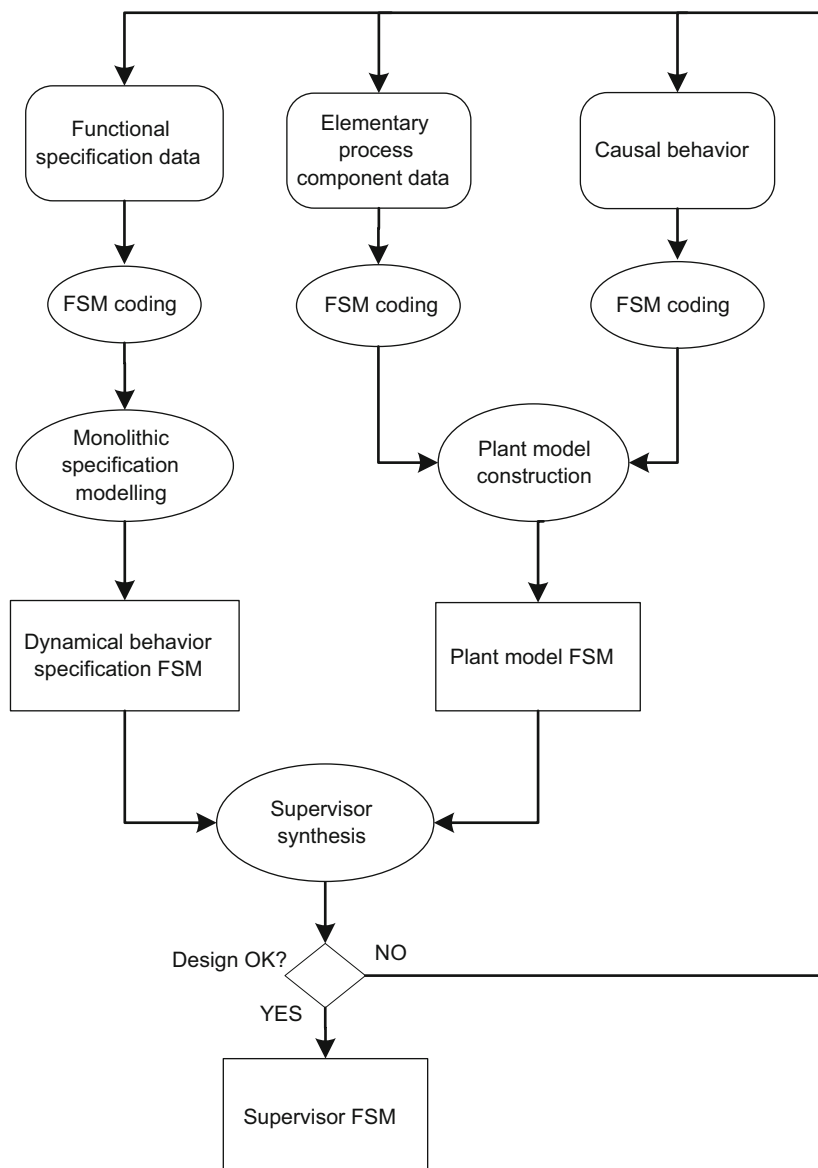 Functional
specification data
Elementary
process
component data
Causal behavior
FSM coding
FSM coding
FSM coding
Monolithic
specification
modelling
Plant model
construction
Dynamical behavior
specification FSM
Plant model FSM
Supervisor
synthesis
Design OK?
NO
YES
Supervisor FSM